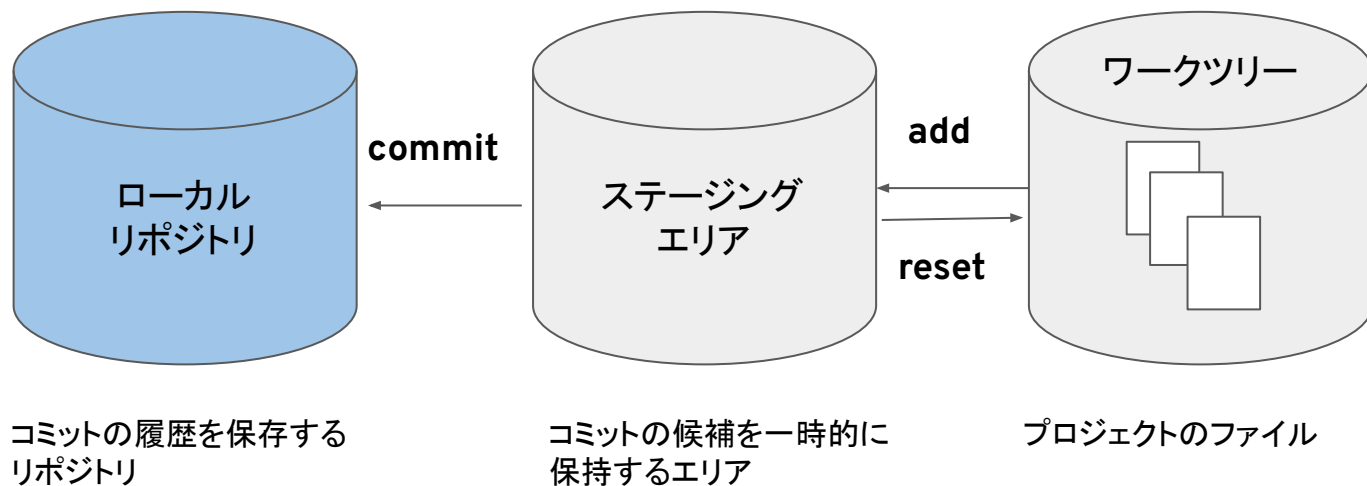 ワークツリー
commit
add
ローカル
リポジトリ
ステージング
エリア
reset
コミットの履歴を保存する
リポジトリ
コミットの候補を一時的に
保持するエリア
プロジェクトのファイル